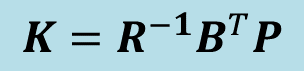 K = R⁻¹BᵀP